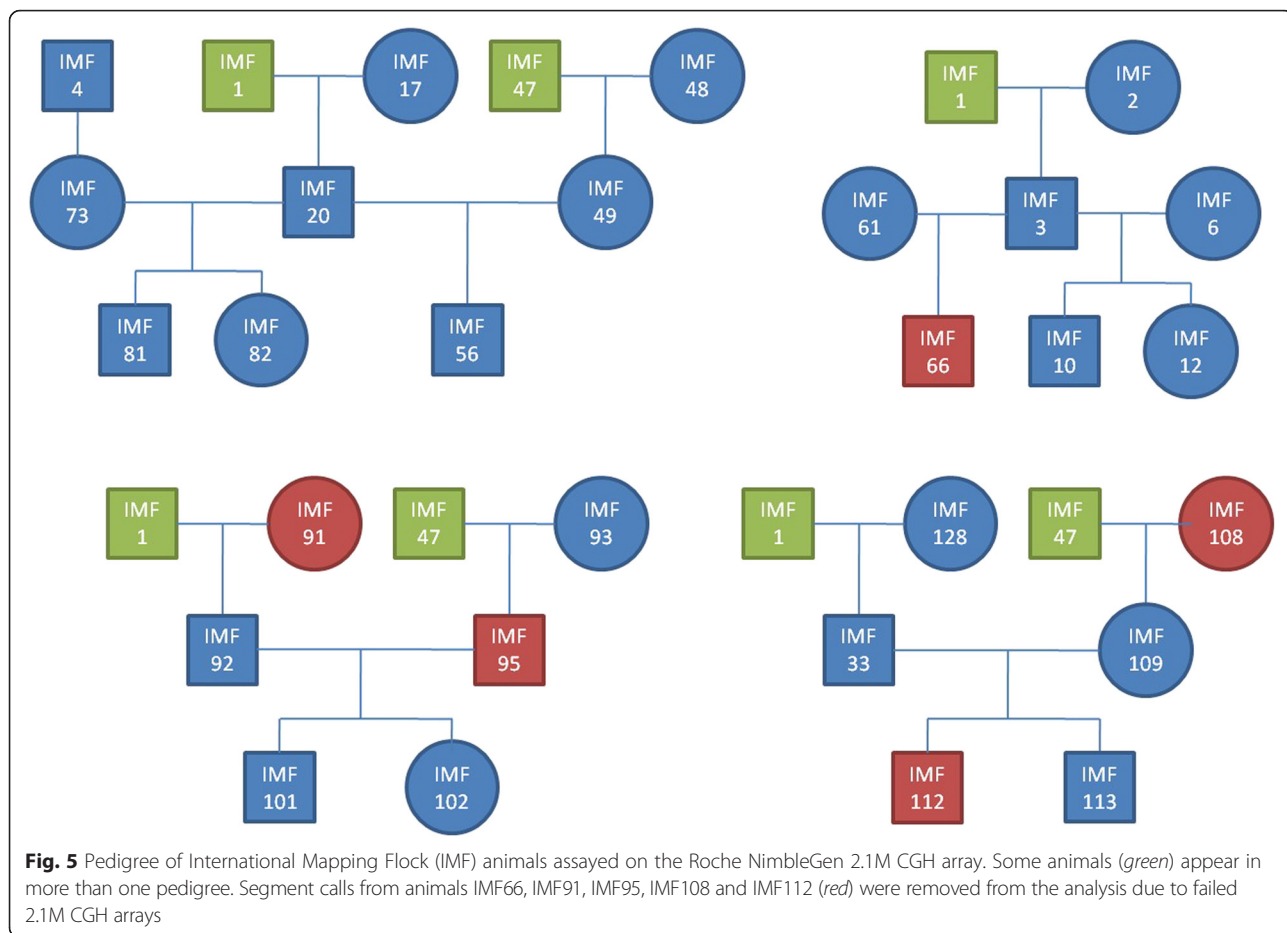 IMF
4
IMF
1
IMF
17
IMF
47
IMF
48
IMF
73
IMF
20
IMF
49
IMF
81
IMF
82
IMF
56
IMF
1
IMF
2
IMF
61
IMF
3
IMF
6
IMF
66
IMF
10
IMF
12
IMF
1
IMF
91
IMF
47
IMF
93
IMF
92
IMF
95
IMF
101
IMF
102
IMF
1
IMF
128
IMF
47
IMF
108
IMF
33
IMF
109
IMF
112
IMF
113
Fig. 5 Pedigree of International Mapping Flock (IMF) animals assayed on the Roche NimbleGen 2.1M CGH array. Some animals (green) appear in
more than one pedigree. Segment calls from animals IMF66, IMF91, IMF95, IMF108 and IMF112 (red) were removed from the analysis due to failed
2.1M CGH arrays